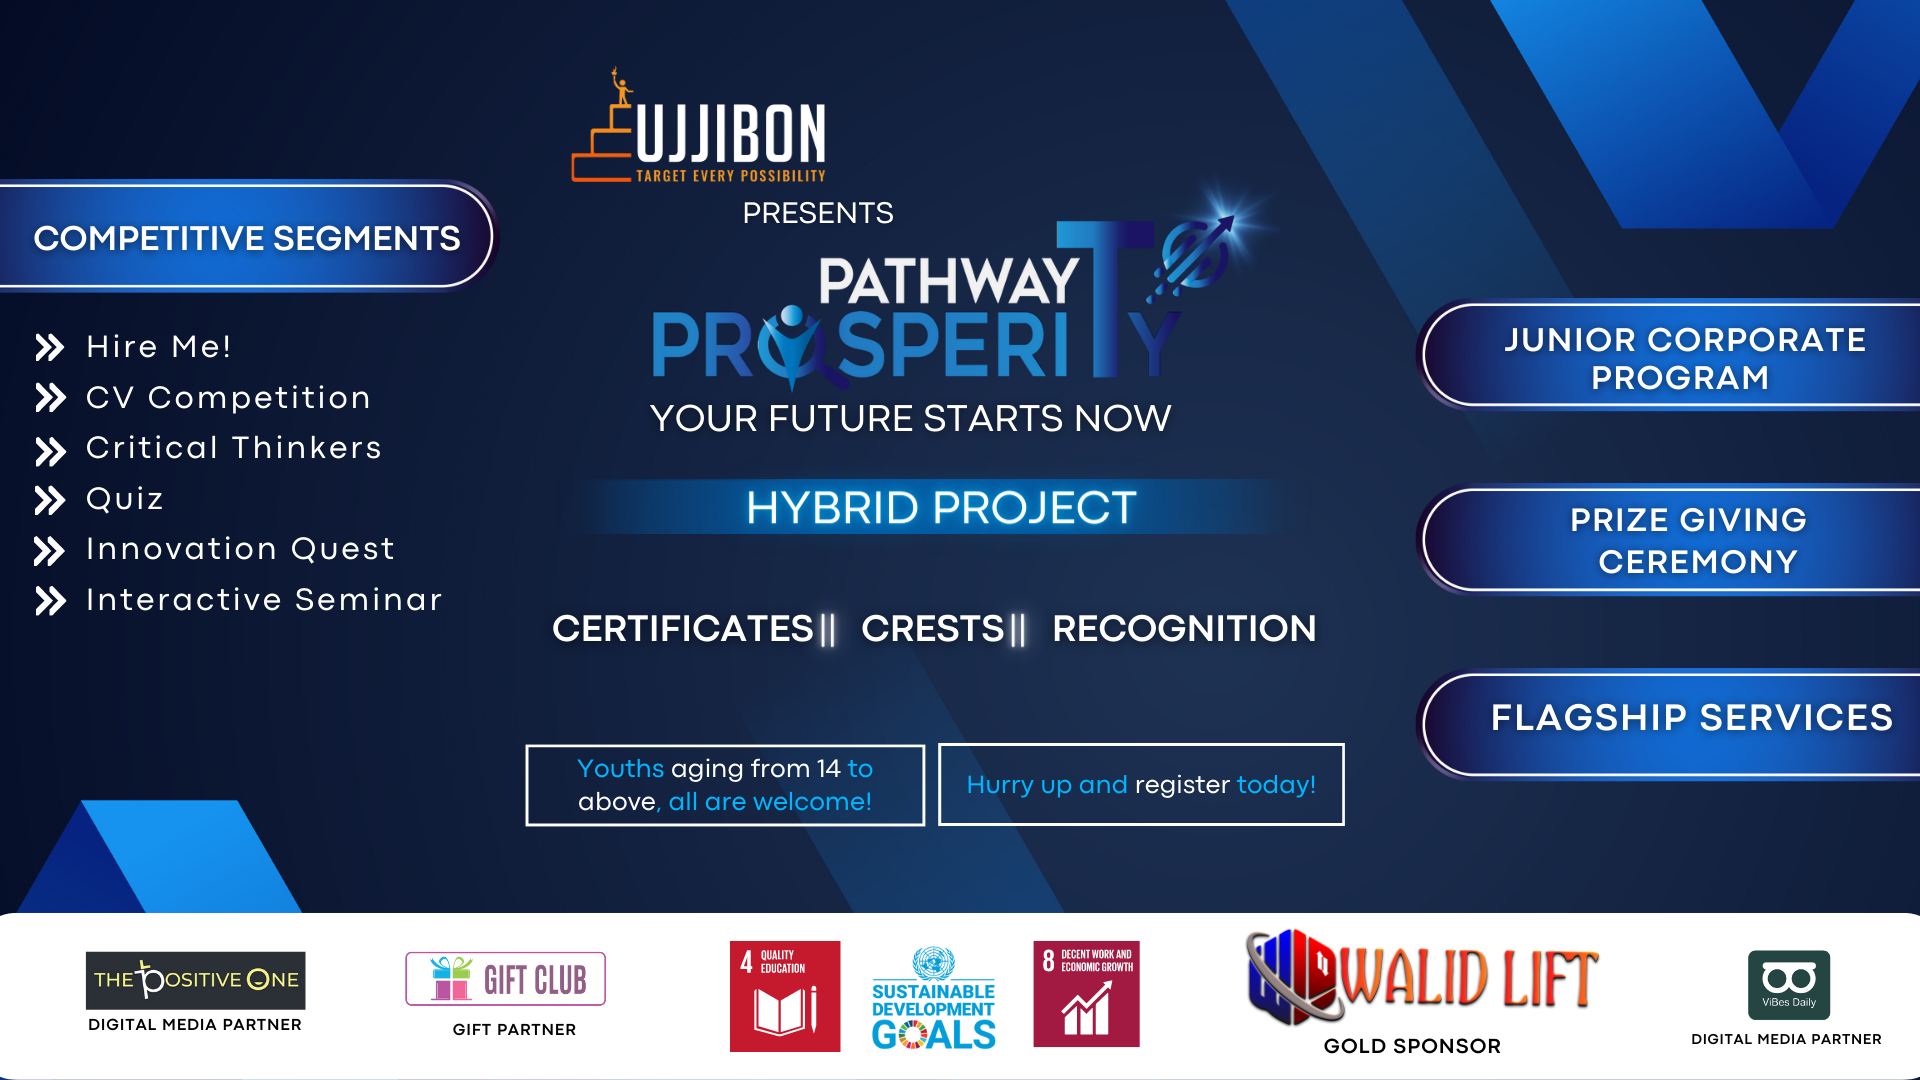 UJJIBON
TARGET EVERY POSSIBILITY
PRESENTS
PATHWAY TO
PROSPERITY
YOUR FUTURE STARTS NOW
HYBRID PROJECT
CERTIFICATES|| CRESTS|| RECOGNITION
Youths aging from 14 to
above, all are welcome!
Hurry up and register today!
COMPETITIVE SEGMENTS
Hire Me!
CV Competition
Critical Thinkers
Quiz
Innovation Quest
Interactive Seminar
JUNIOR CORPORATE
PROGRAM
PRIZE GIVING
CEREMONY
FLAGSHIP SERVICES
THE POSITIVE ONE
DIGITAL MEDIA PARTNER
GIFT CLUB
GIFT PARTNER
4 QUALITY
EDUCATION
SUSTAINABLE
DEVELOPMENT
GOALS
8 DECENT WORK AND
ECONOMIC GROWTH
WALID LIFT
GOLD SPONSOR
ViBes Daily
DIGITAL MEDIA PARTNER